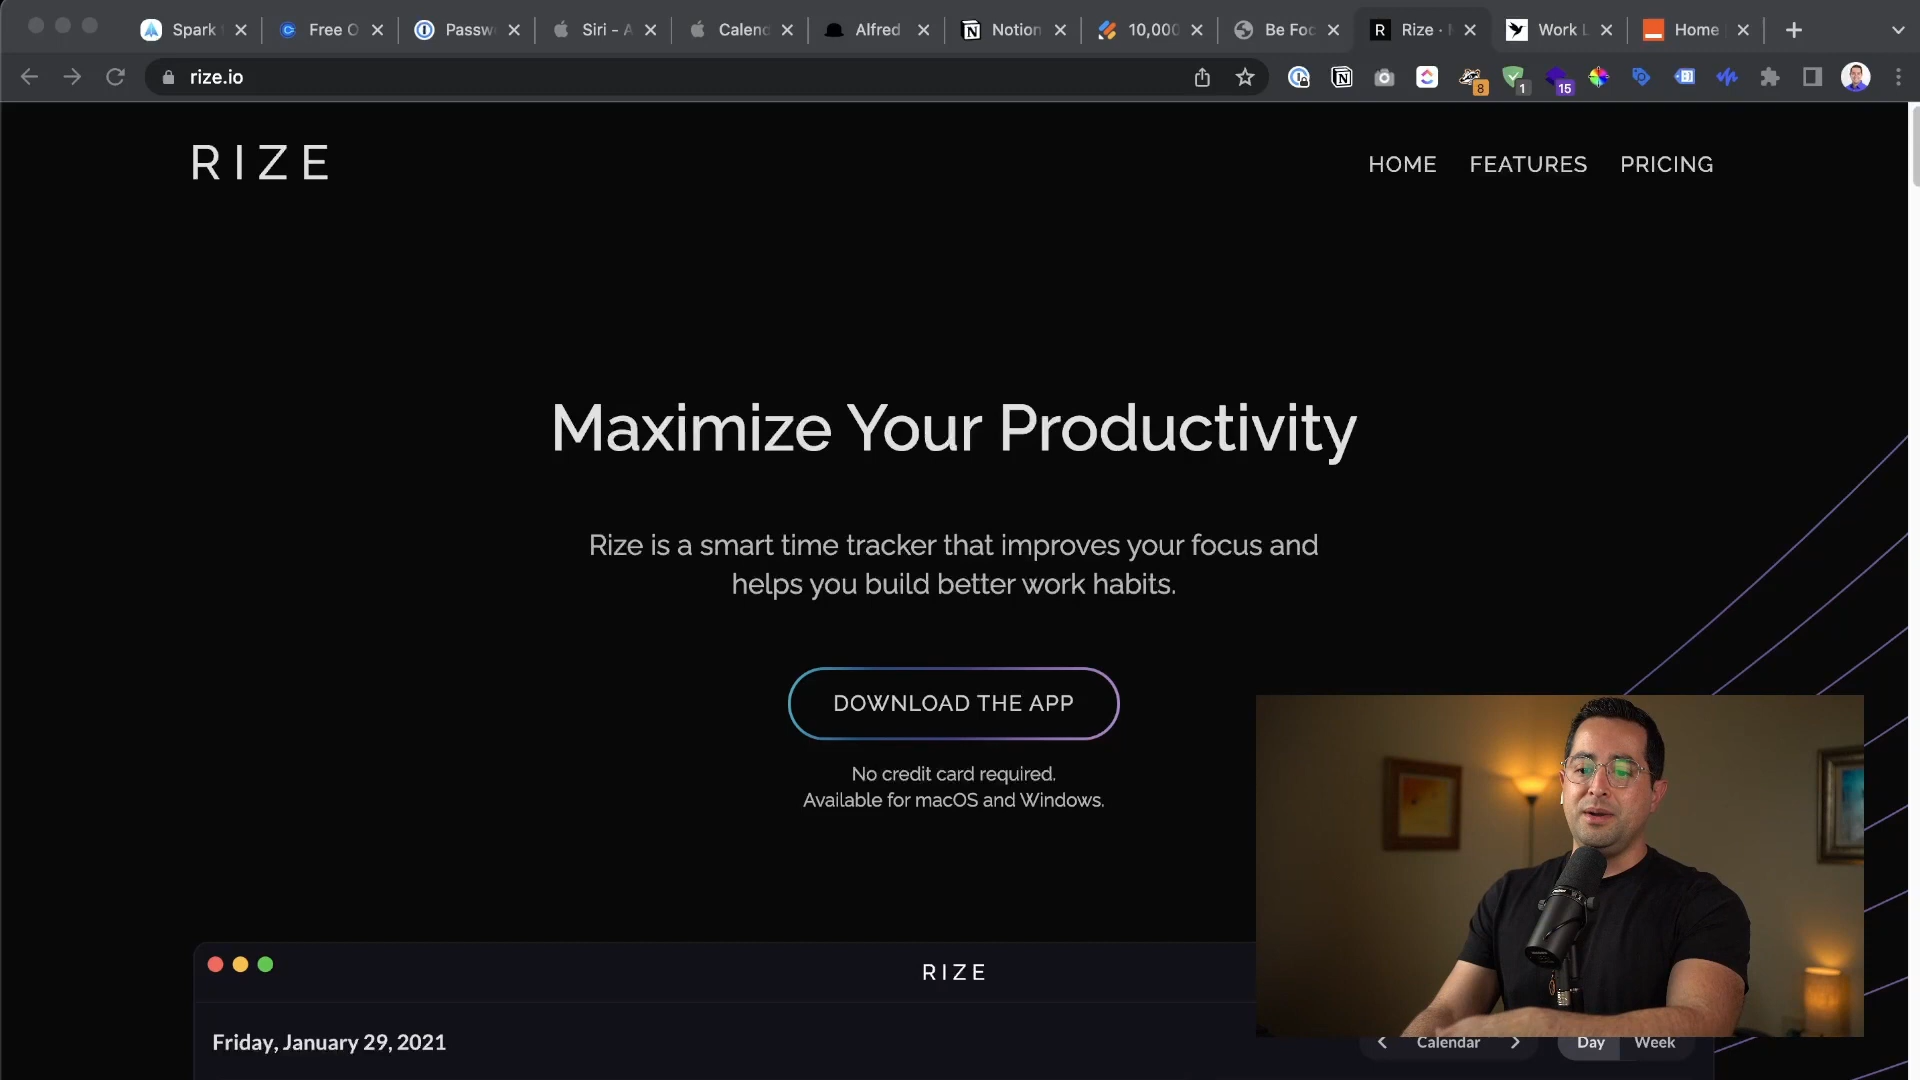 Spark
Free O
Passw
Siri - A
Calend
Alfred
Notion
10,000
Be Foc
Rize ·
Work L
Home
rize.io
8
1
15
RIZE
HOME
FEATURES
PRICING
Maximize Your Productivity
Rize is a smart time tracker that improves your focus and
helps you build better work habits.
DOWNLOAD THE APP
No credit card required.
Available for macOS and Windows.
RIZE
Friday, January 29, 2021
Calendar
Day
Week